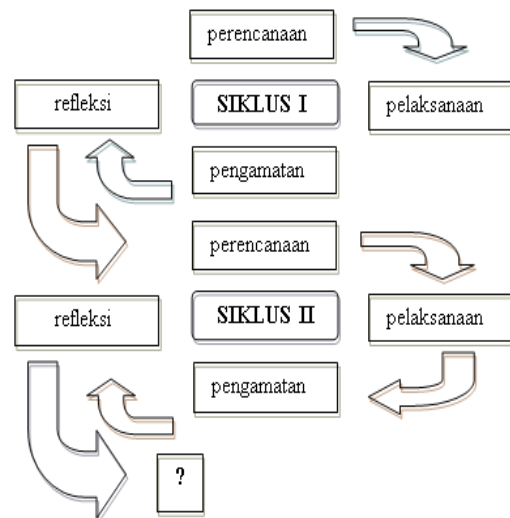 perencanaan
refleksi
SIKLUS I
pelaksanaan
pengamatan
perencanaan
refleksi
SIKLUS II
pelaksanaan
pengamatan
?